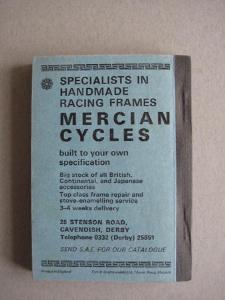 SPECIALISTS IN
HANDMADE
RACING FRAMES
MERCIAN
CYCLES
built to your own
specification
Big stock of all British,
Continental, and Japanese
accessories
Top class frame repair and
stove-enamelling service
3–4 weeks delivery
28 STENSON ROAD,
CAVENDISH, DERBY
Telephone 0332 (Derby) 25051
SEND S.A.E. FOR OUR CATALOGUE